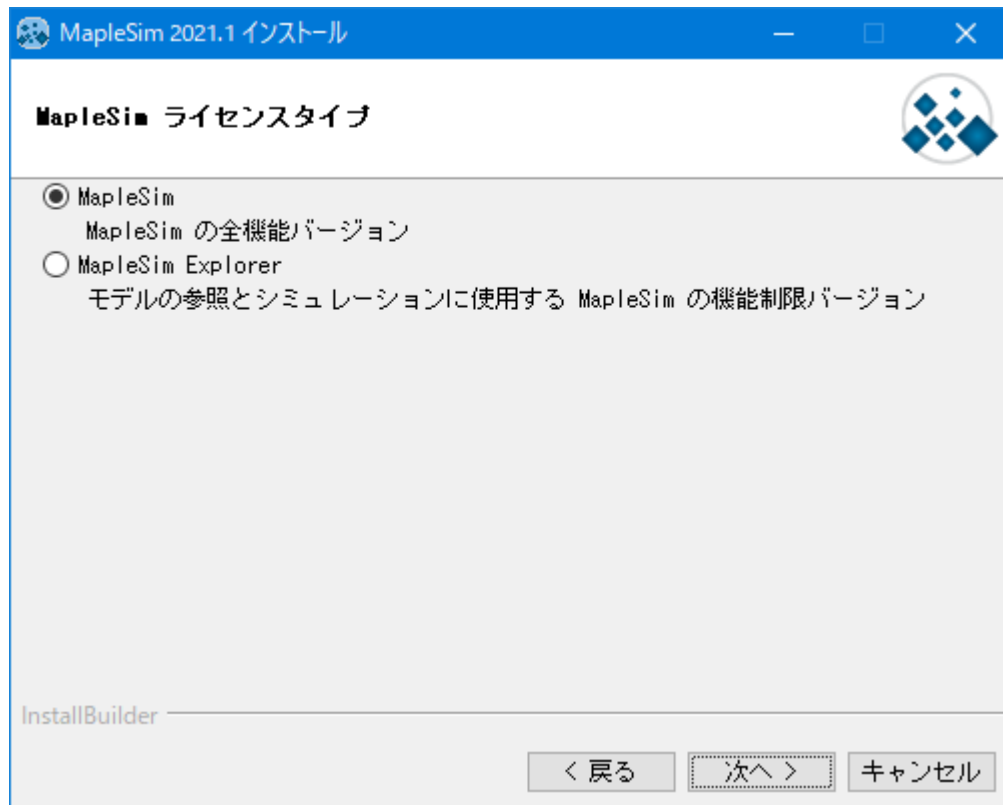 MapleSim 2021.1 インストール
MapleSim ライセンスタイプ
MapleSim
MapleSim の全機能バージョン
MapleSim Explorer
モデルの参照とシミュレーションに使用する MapleSim の機能制限バージョン
InstallBuilder
< 戻る 次へ > キャンセル